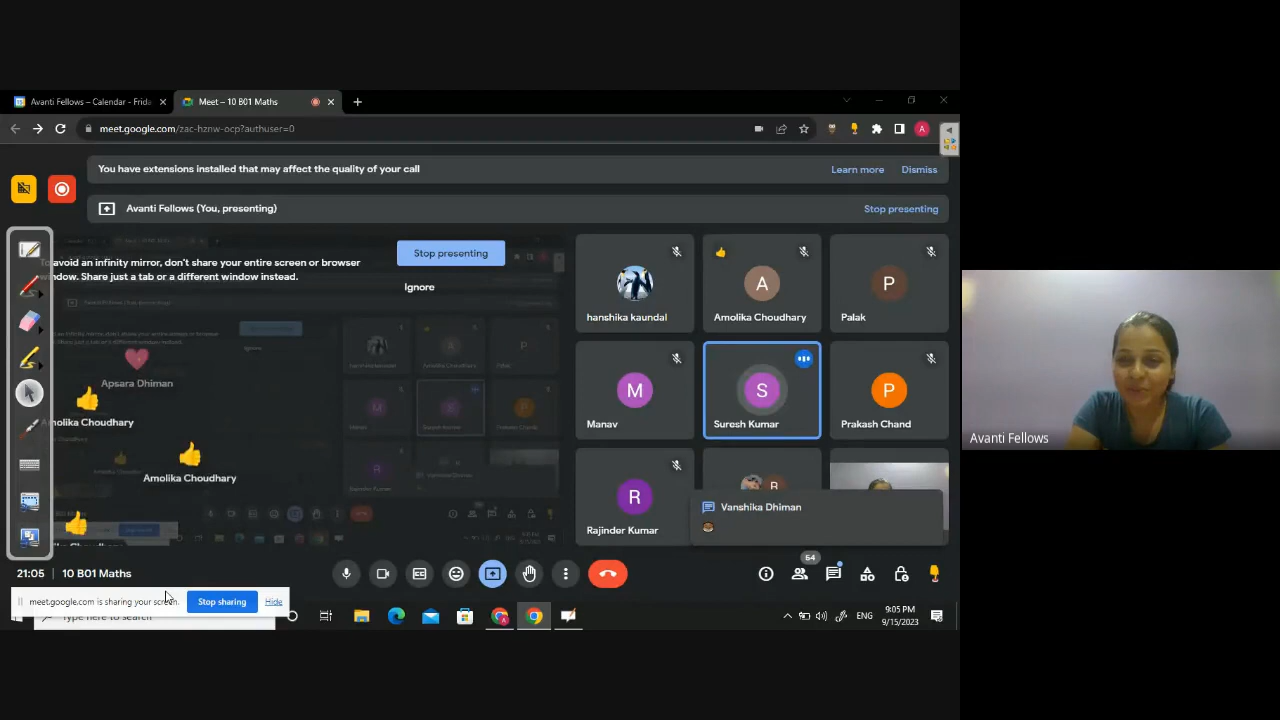 Avanti Fellows – Calendar - Frida
Meet – 10 B01 Maths
meet.google.com/zac-hznw-ocp?authuser=0
A
You have extensions installed that may affect the quality of your call
Learn more
Dismiss
Avanti Fellows (You, presenting)
Stop presenting
To avoid an infinity mirror, don't share your entire screen or browser
window. Share just a tab or a different window instead.
Stop presenting
Ignore
hanshika kaundal
A
Amolika Choudhary
P
Palak
Apsara Dhiman
Amolika Choudhary
Amolika Choudhary
M
Manav
S
Suresh Kumar
P
Prakash Chand
Avanti Fellows
R
Rajinder Kumar
R
Vanshika Dhiman
21:05 | 10 B01 Maths
64
meet.google.com is sharing your screen.
Stop sharing
Hide
Type here to search
ENG
9:05 PM
9/15/2023